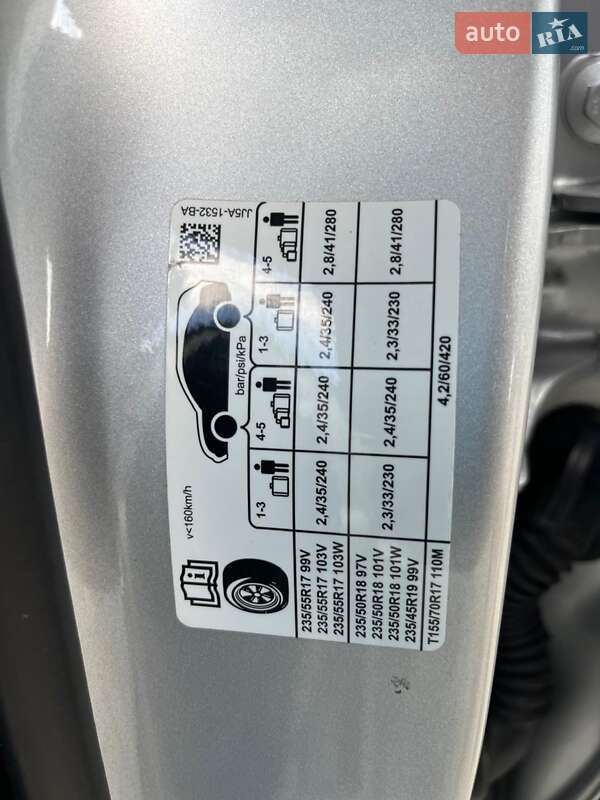 auto RIA .com
JJ5A-1532-BA
v<160km/h
bar/psi/kPa
1-3 4-5 1-3 4-5
235/55R17 99V
235/55R17 103V
235/55R17 103W
2,4/35/240 2,4/35/240 2,4/35/240 2,8/41/280
235/50R18 97V
235/50R18 101V
235/50R18 101W
235/45R19 99V
2,3/33/230 2,4/35/240 2,3/33/230 2,8/41/280
T155/70R17 110M 4,2/60/420